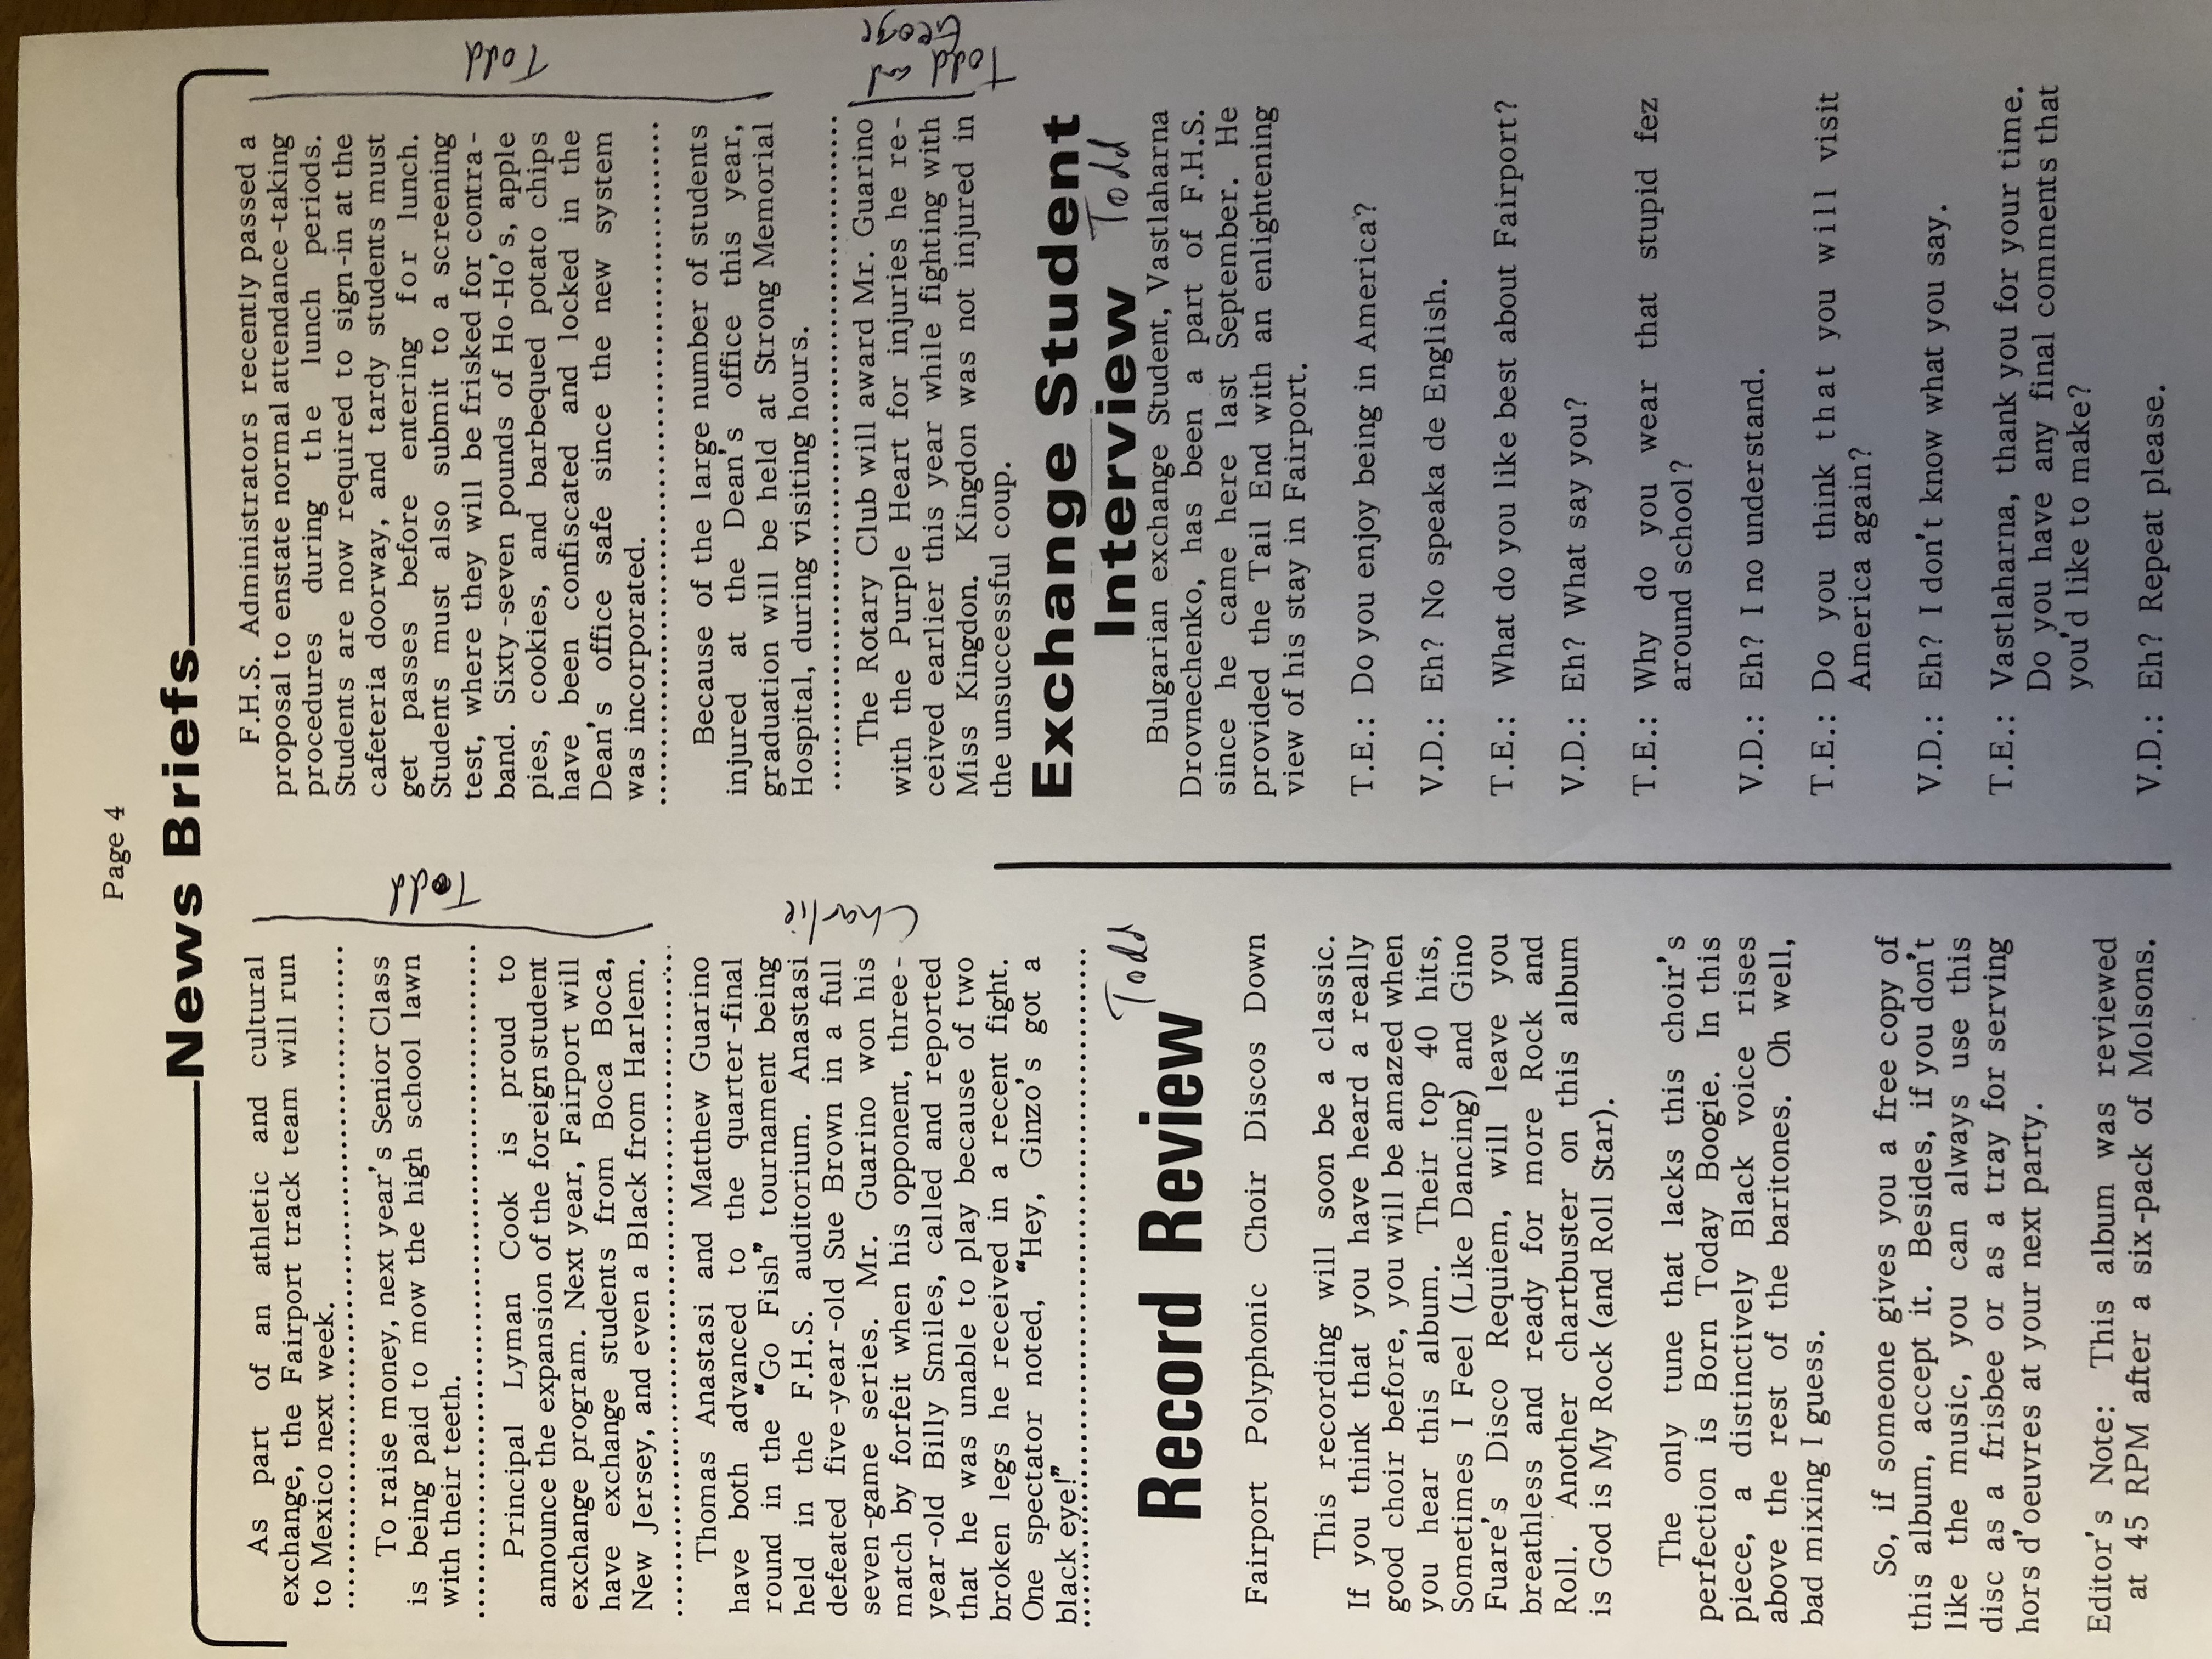 Page 4
News Briefs
As part of an athletic and cultural
exchange, the Fairport track team will run
to Mexico next week.
To raise money, next year's Senior Class
is being paid to mow the high school lawn
with their teeth.
Principal Lyman Cook is proud to
announce the expansion of the foreign student
exchange program. Next year, Fairport will
have exchange students from Boca Boca,
New Jersey, and even a Black from Harlem.
Todd
Thomas Anastasi and Matthew Guarino
have both advanced to the quarter-final
round in the "Go Fish" tournament being
held in the F.H.S. auditorium. Anastasi
defeated five-year-old Sue Brown in a full
seven-game series. Mr. Guarino won his
match by forfeit when his opponent, three-
year-old Billy Smiles, called and reported
that he was unable to play because of two
broken legs he received in a recent fight.
One spectator noted, "Hey, Ginzo's got a
black eye!"
Charlie
Record Review
Todd
Fairport Polyphonic Choir Discos Down
This recording will soon be a classic.
If you think that you have heard a really
good choir before, you will be amazed when
you hear this album. Their top 40 hits,
Sometimes I Feel (Like Dancing) and Gino
Fuare's Disco Requiem, will leave you
breathless and ready for more Rock and
Roll. Another chartbuster on this album
is God is My Rock (and Roll Star).
The only tune that lacks this choir's
perfection is Born Today Boogie. In this
piece, a distinctively Black voice rises
above the rest of the baritones. Oh well,
bad mixing I guess.
So, if someone gives you a free copy of
this album, accept it. Besides, if you don't
like the music, you can always use this
disc as a frisbee or as a tray for serving
hors d'oeuvres at your next party.
Editor's Note: This album was reviewed
at 45 RPM after a six-pack of Molsons.
F.H.S. Administrators recently passed a
proposal to enstate normal attendance-taking
procedures during the lunch periods.
Students are now required to sign-in at the
cafeteria doorway, and tardy students must
get passes before entering for lunch.
Students must also submit to a screening
test, where they will be frisked for contra-
band. Sixty-seven pounds of Ho-Ho's, apple
pies, cookies, and barbequed potato chips
have been confiscated and locked in the
Dean's office safe since the new system
was incorporated.
Because of the large number of students
injured at the Dean's office this year,
graduation will be held at Strong Memorial
Hospital, during visiting hours.
Todd
The Rotary Club will award Mr. Guarino
with the Purple Heart for injuries he re-
ceived earlier this year while fighting with
Miss Kingdon. Kingdon was not injured in
the unsuccessful coup.
Todd and
George
Exchange Student
Interview
Todd
Bulgarian exchange Student, Vastlaharna
Drovnechenko, has been a part of F.H.S.
since he came here last September. He
provided the Tail End with an enlightening
view of his stay in Fairport.
T.E.: Do you enjoy being in America?
V.D.: Eh? No speaka de English.
T.E.: What do you like best about Fairport?
V.D.: Eh? What say you?
T.E.: Why do you wear that stupid fez
around school?
V.D.: Eh? I no understand.
T.E.: Do you think that you will visit
America again?
V.D.: Eh? I don't know what you say.
T.E.: Vastlaharna, thank you for your time.
Do you have any final comments that
you'd like to make?
V.D.: Eh? Repeat please.